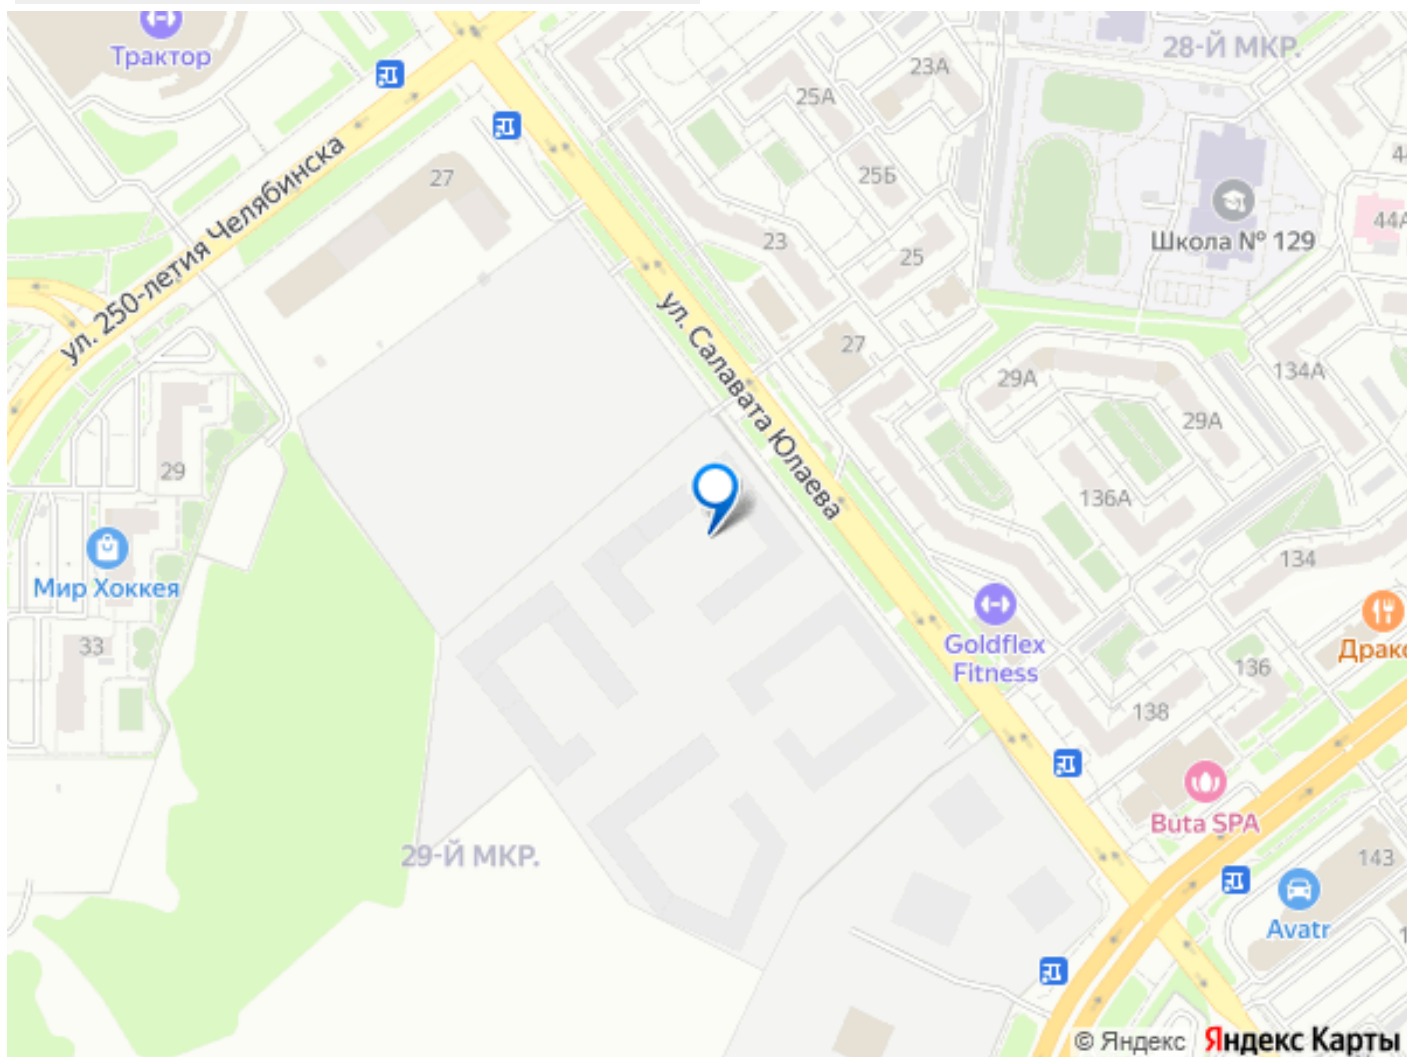 Трактор
28-Й МКР.
23А
25А
27
25Б
44А
Школа № 129
ул. 250-летия Челябинска
23
25
ул. Салавата Юлаева
27
134А
29А
29А
29
136А
134
Мир Хоккея
33
Goldflex
Fitness
136
138
Buta SPA
29-Й МКР.
143
Avatr
© Яндекс
Яндекс Карты